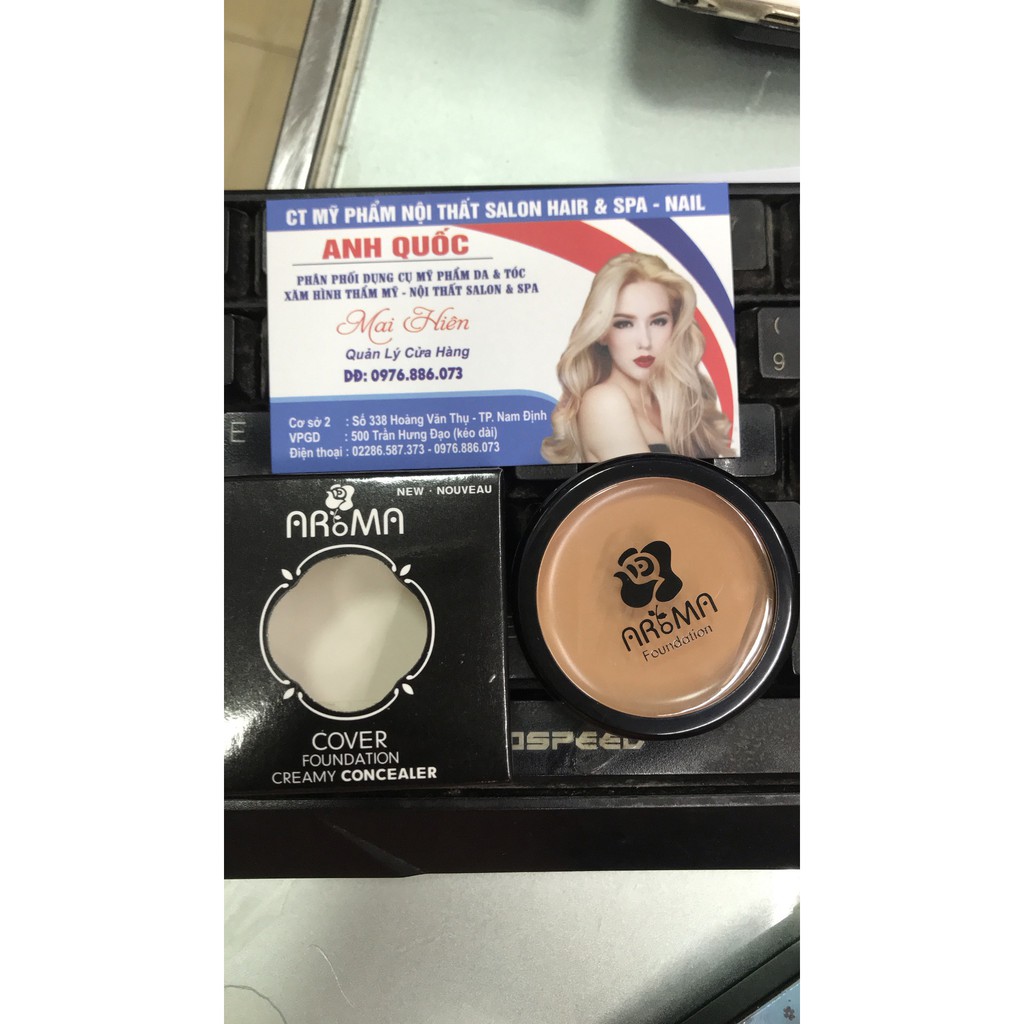 CT MỸ PHẨM NỘI THẤT SALON HAIR & SPA - NAIL
ANH QUỐC
PHÂN PHỐI DỤNG CỤ MỸ PHẨM DA & TÓC
XĂM HÌNH THẨM MỸ - NỘI THẤT SALON & SPA
Mai Hiên
Quản Lý Cửa Hàng
DĐ: 0976.886.073
Cơ sở 2 : Số 338 Hoàng Văn Thụ - TP. Nam Định
VPGD : 500 Trần Hưng Đạo (kéo dài)
Điện thoại : 02286.587.373 - 0976.886.073
E
(
9
NEW · NOUVEAU
AROMA
COVER
FOUNDATION
CREAMY CONCEALER
AROMA
Foundation